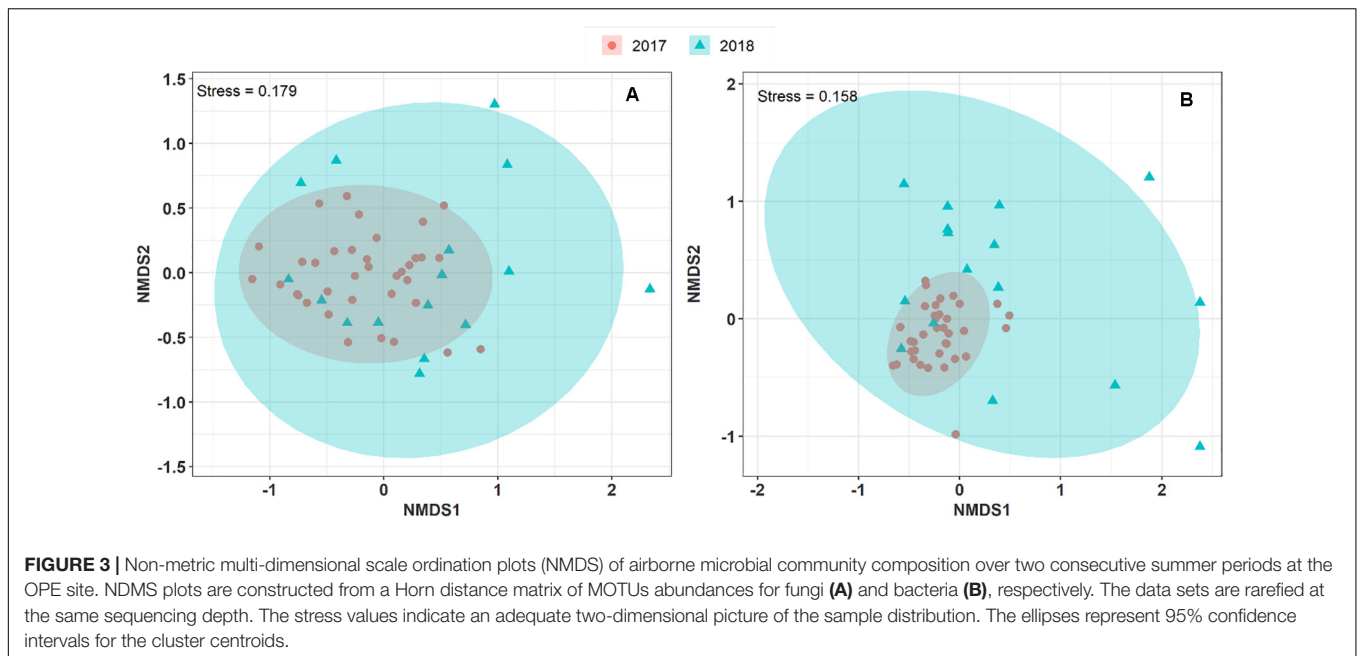 2017 2018
Stress = 0.179 A
1.5
1.0
0.5
0.0
-0.5
-1.0
-1.5
NMDS2
-1 0 1 2
NMDS1
Stress = 0.158 B
2
1
0
-1
NMDS2
-2 -1 0 1 2
NMDS1
FIGURE 3 | Non-metric multi-dimensional scale ordination plots (NMDS) of airborne microbial community composition over two consecutive summer periods at the
OPE site. NDMS plots are constructed from a Horn distance matrix of MOTUs abundances for fungi (A) and bacteria (B), respectively. The data sets are rarefied at
the same sequencing depth. The stress values indicate an adequate two-dimensional picture of the sample distribution. The ellipses represent 95% confidence
intervals for the cluster centroids.